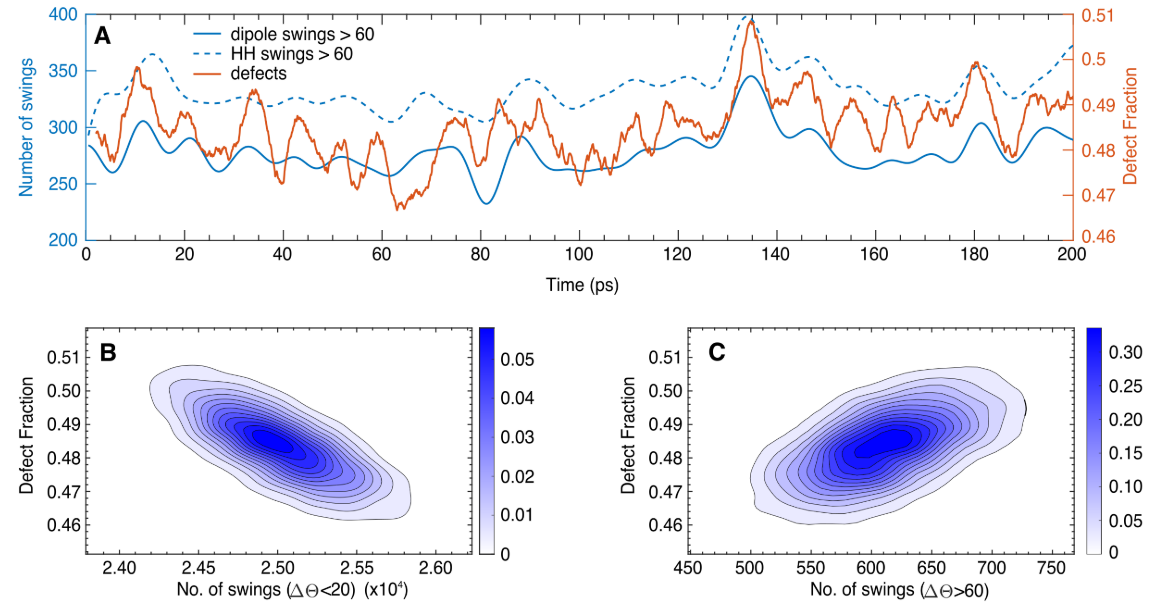 A
dipole swings > 60
HH swings > 60
defects
Number of swings
400
350
300
250
200
0.51
0.5
0.49
0.48
0.47
0.46
Defect Fraction
0 20 40 60 80 100 120 140 160 180 200
Time (ps)
B
Defect Fraction
0.51
0.50
0.49
0.48
0.47
0.46
2.40 2.45 2.50 2.55 2.60
No. of swings (ΔΘ<20) (x10⁴)
0.05
0.04
0.03
0.02
0.01
0
C
Defect Fraction
0.51
0.50
0.49
0.48
0.47
0.46
450 500 550 600 650 700 750
No. of swings (ΔΘ>60)
0.30
0.25
0.20
0.15
0.10
0.05
0